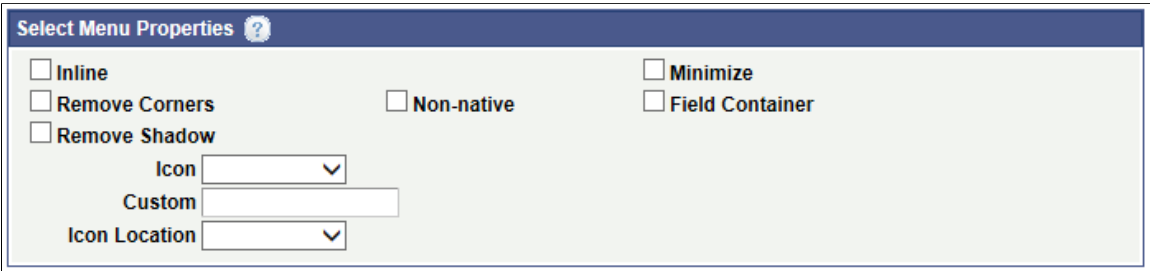 Select Menu Properties ?
Inline Minimize
Remove Corners Non-native Field Container
Remove Shadow
Icon
Custom
Icon Location